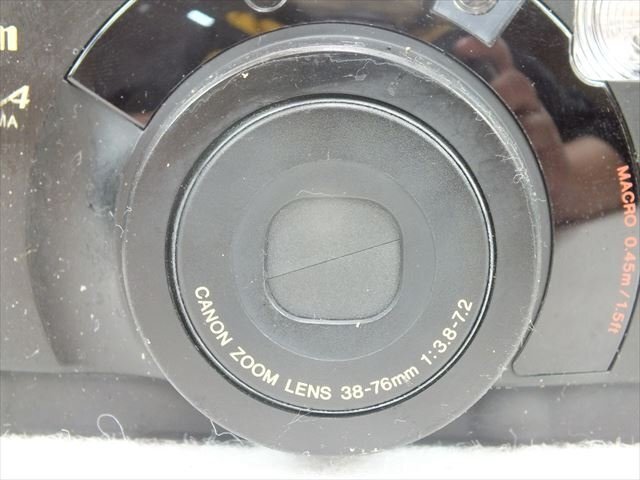 CANON ZOOM LENS 38-76mm 1:3.8-7.2
MACRO 0.45m/1.5ft